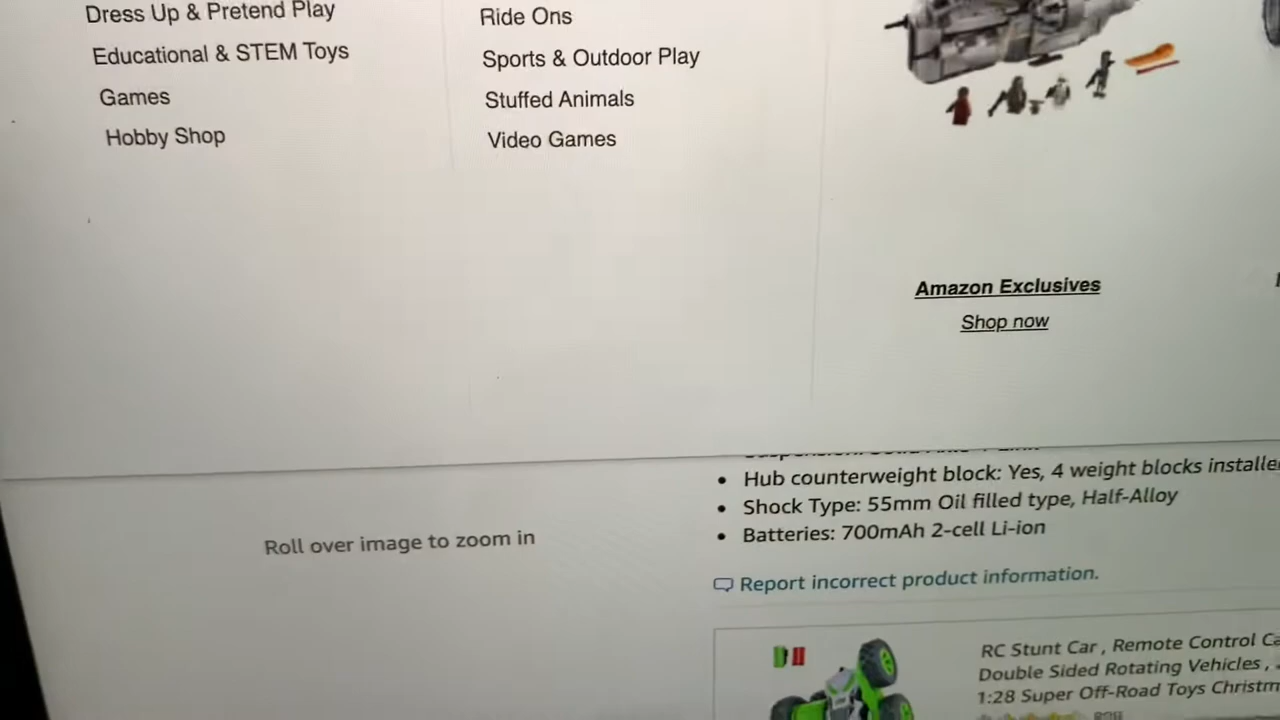 Dress Up & Pretend Play
Educational & STEM Toys
Games
Hobby Shop
Ride Ons
Sports & Outdoor Play
Stuffed Animals
Video Games
Amazon Exclusives
Shop now
Hub counterweight block: Yes, 4 weight blocks installe
Shock Type: 55mm Oil filled type, Half-Alloy
Batteries: 700mAh 2-cell Li-ion
Roll over image to zoom in
Report incorrect product information.
RC Stunt Car , Remote Control Ca
Double Sided Rotating Vehicles ,
1:28 Super Off-Road Toys Christm